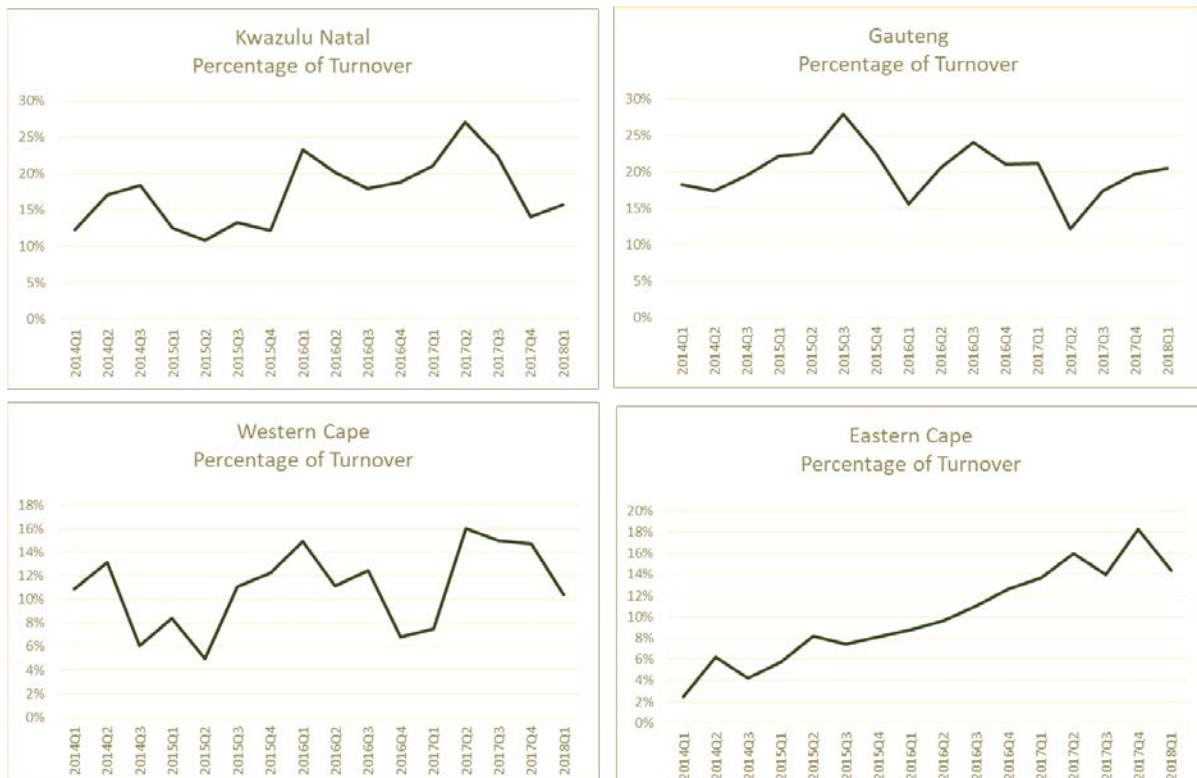 Kwazulu Natal
Percentage of Turnover
30%
25%
20%
15%
10%
5%
0%
2014Q1
2014Q2
2014Q3
2015Q1
2015Q2
2015Q3
2015Q4
2016Q1
2016Q2
2016Q3
2016Q4
2017Q1
2017Q2
2017Q3
2017Q4
2018Q1
Gauteng
Percentage of Turnover
30%
25%
20%
15%
10%
5%
0%
2014Q1
2014Q2
2014Q3
2015Q1
2015Q2
2015Q3
2015Q4
2016Q1
2016Q2
2016Q3
2016Q4
2017Q1
2017Q2
2017Q3
2017Q4
2018Q1
Western Cape
Percentage of Turnover
18%
16%
14%
12%
10%
8%
6%
4%
2%
0%
2014Q1
2014Q2
2014Q3
2015Q1
2015Q2
2015Q3
2015Q4
2016Q1
2016Q2
2016Q3
2016Q4
2017Q1
2017Q2
2017Q3
2017Q4
2018Q1
Eastern Cape
Percentage of Turnover
20%
18%
16%
14%
12%
10%
8%
6%
4%
2%
0%
2014Q1
2014Q2
2014Q3
2015Q1
2015Q2
2015Q3
2015Q4
2016Q1
2016Q2
2016Q3
2016Q4
2017Q1
2017Q2
2017Q3
2017Q4
2018Q1